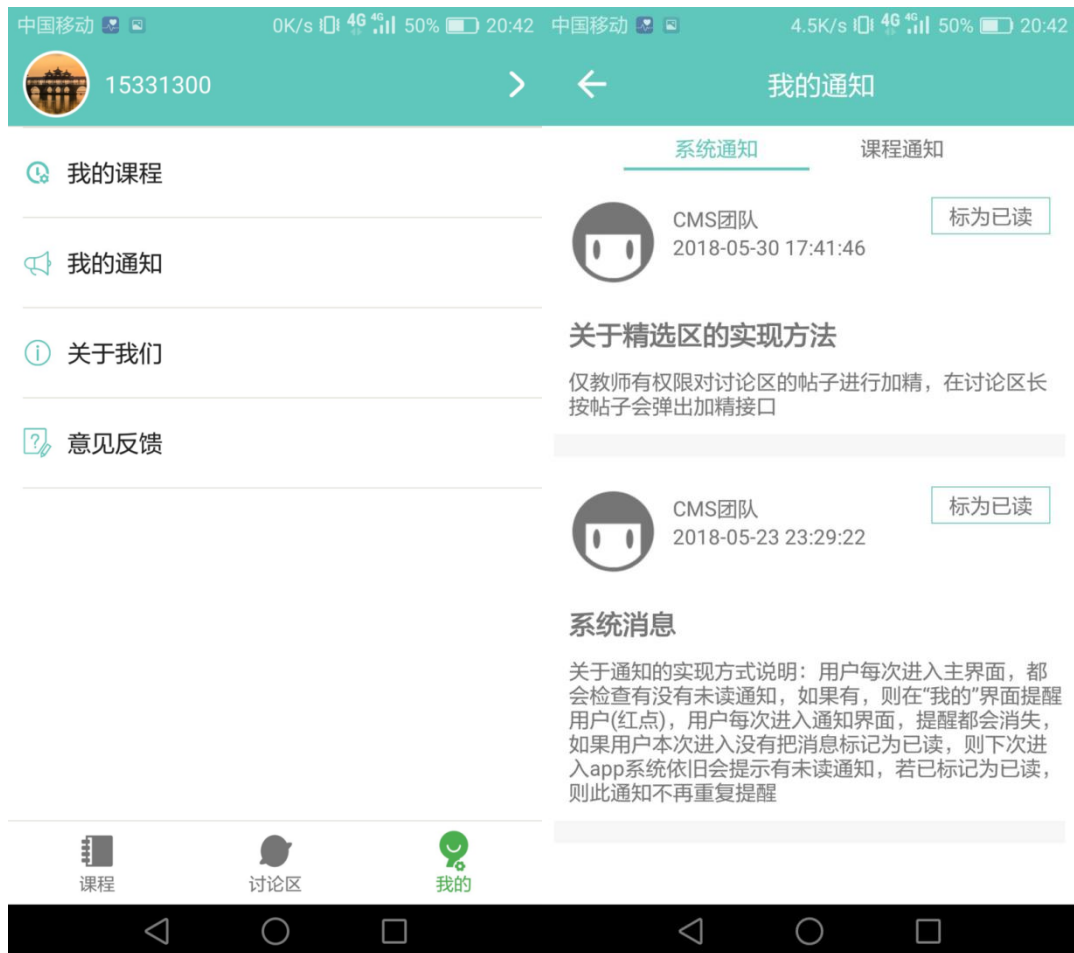 中国移动 0K/s 4G 4G 50% 20:42
15331300
我的课程
我的通知
关于我们
意见反馈
课程 讨论区 我的
中国移动 4.5K/s 4G 4G 50% 20:42
我的通知
系统通知 课程通知
CMS团队 标为已读
2018-05-30 17:41:46
关于精选区的实现方法
仅教师有权限对讨论区的帖子进行加精，在讨论区长
按帖子会弹出加精接口
CMS团队 标为已读
2018-05-23 23:29:22
系统消息
关于通知的实现方式说明：用户每次进入主界面，都
会检查有没有未读通知，如果有，则在“我的”界面提醒
用户(红点)，用户每次进入通知界面，提醒都会消失，
如果用户本次进入没有把消息标记为已读，则下次进
入app系统依旧会提示有未读通知，若已标记为已读，
则此通知不再重复提醒